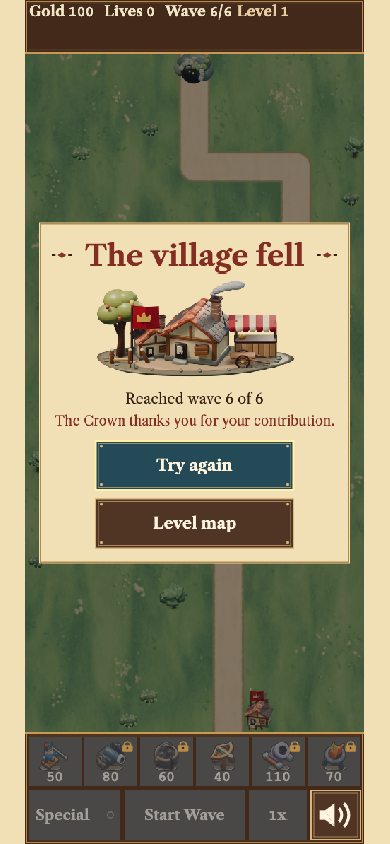 Gold 100 Lives 0 Wave 6/6 Level 1
The village fell
Reached wave 6 of 6
The Crown thanks you for your contribution.
Try again
Level map
50 80 60 40 110 70
Special Start Wave 1x